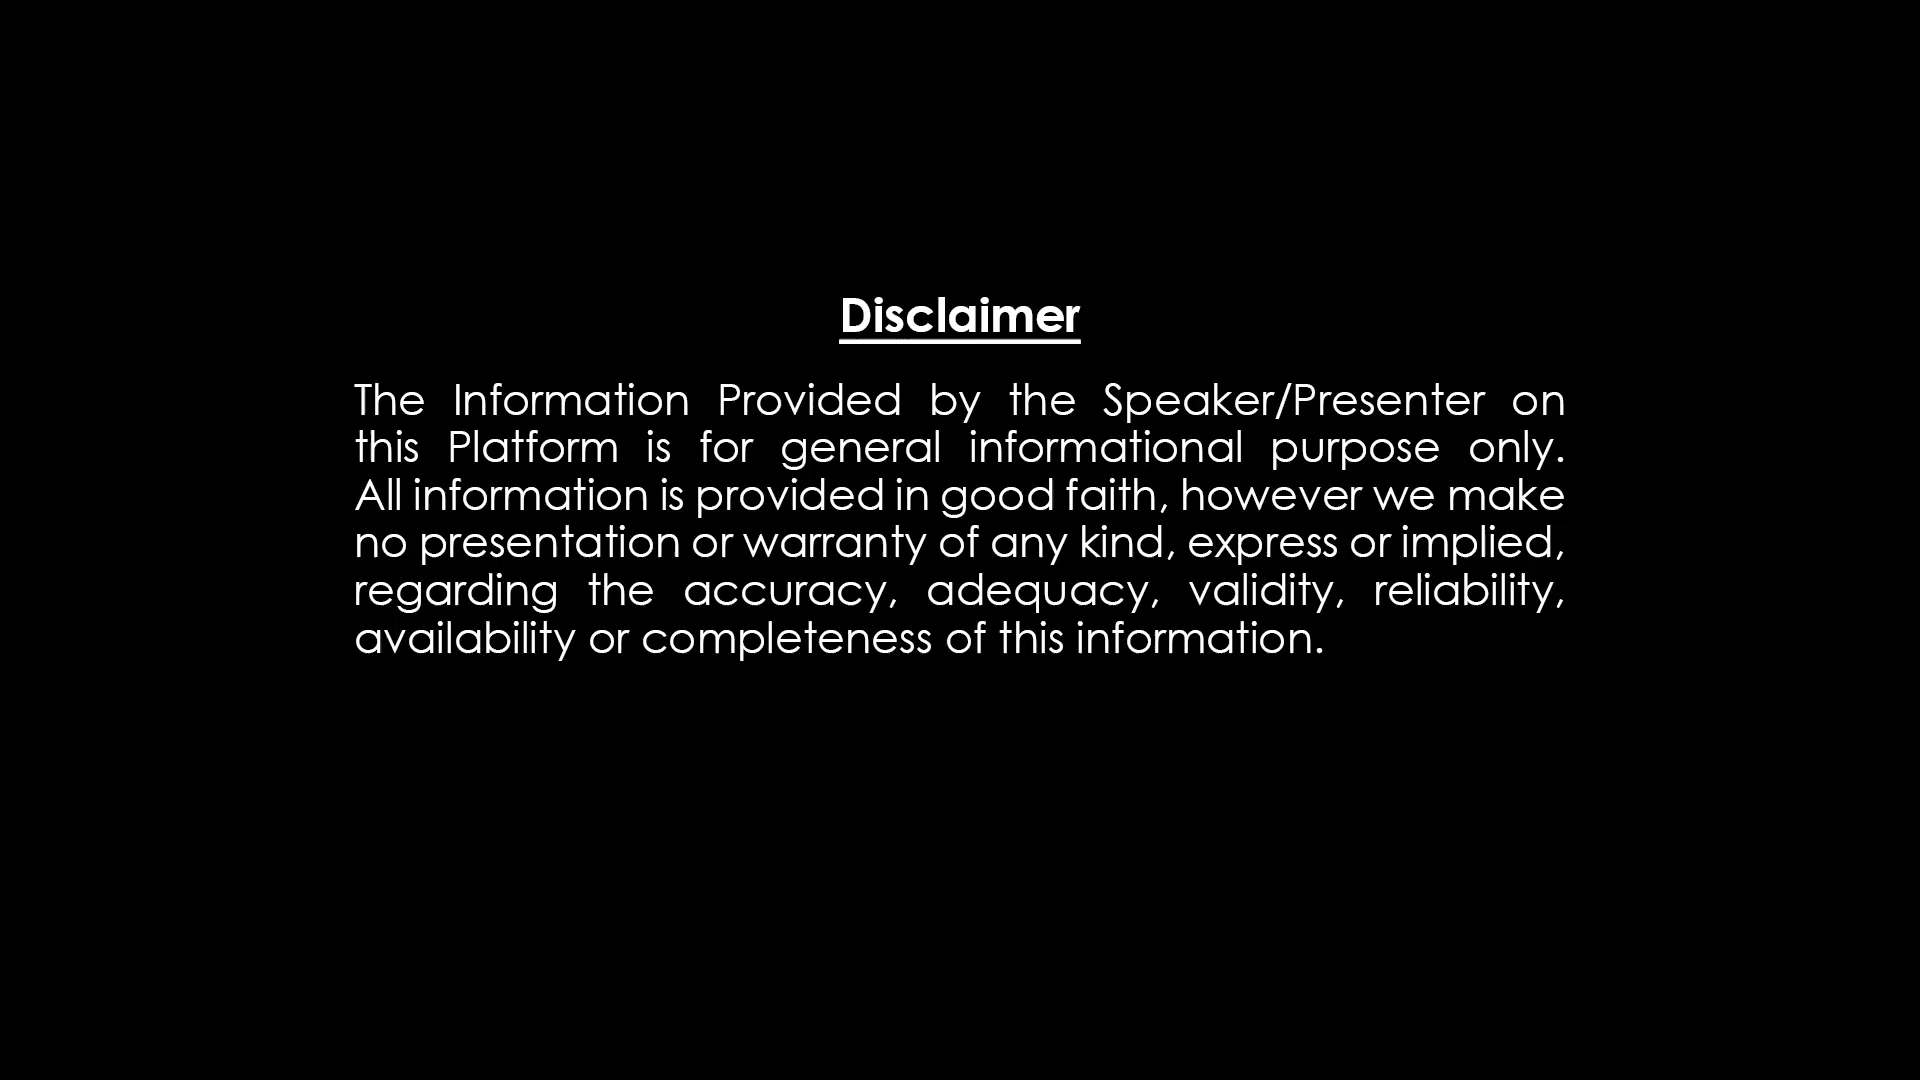 Disclaimer
The Information Provided by the Speaker/Presenter on
this Platform is for general informational purpose only.
All information is provided in good faith, however we make
no presentation or warranty of any kind, express or implied,
regarding the accuracy, adequacy, validity, reliability,
availability or completeness of this information.